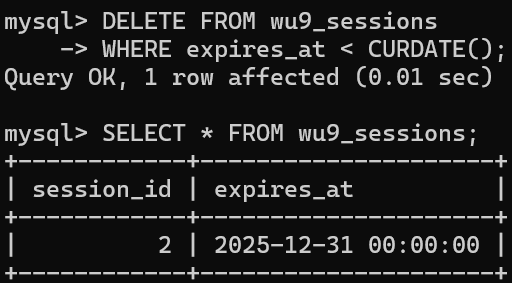 mysql> DELETE FROM wu9_sessions
    -> WHERE expires_at < CURDATE();
Query OK, 1 row affected (0.01 sec)

mysql> SELECT * FROM wu9_sessions;
+------------+---------------------+
| session_id | expires_at          |
+------------+---------------------+
|          2 | 2025-12-31 00:00:00 |
+------------+---------------------+